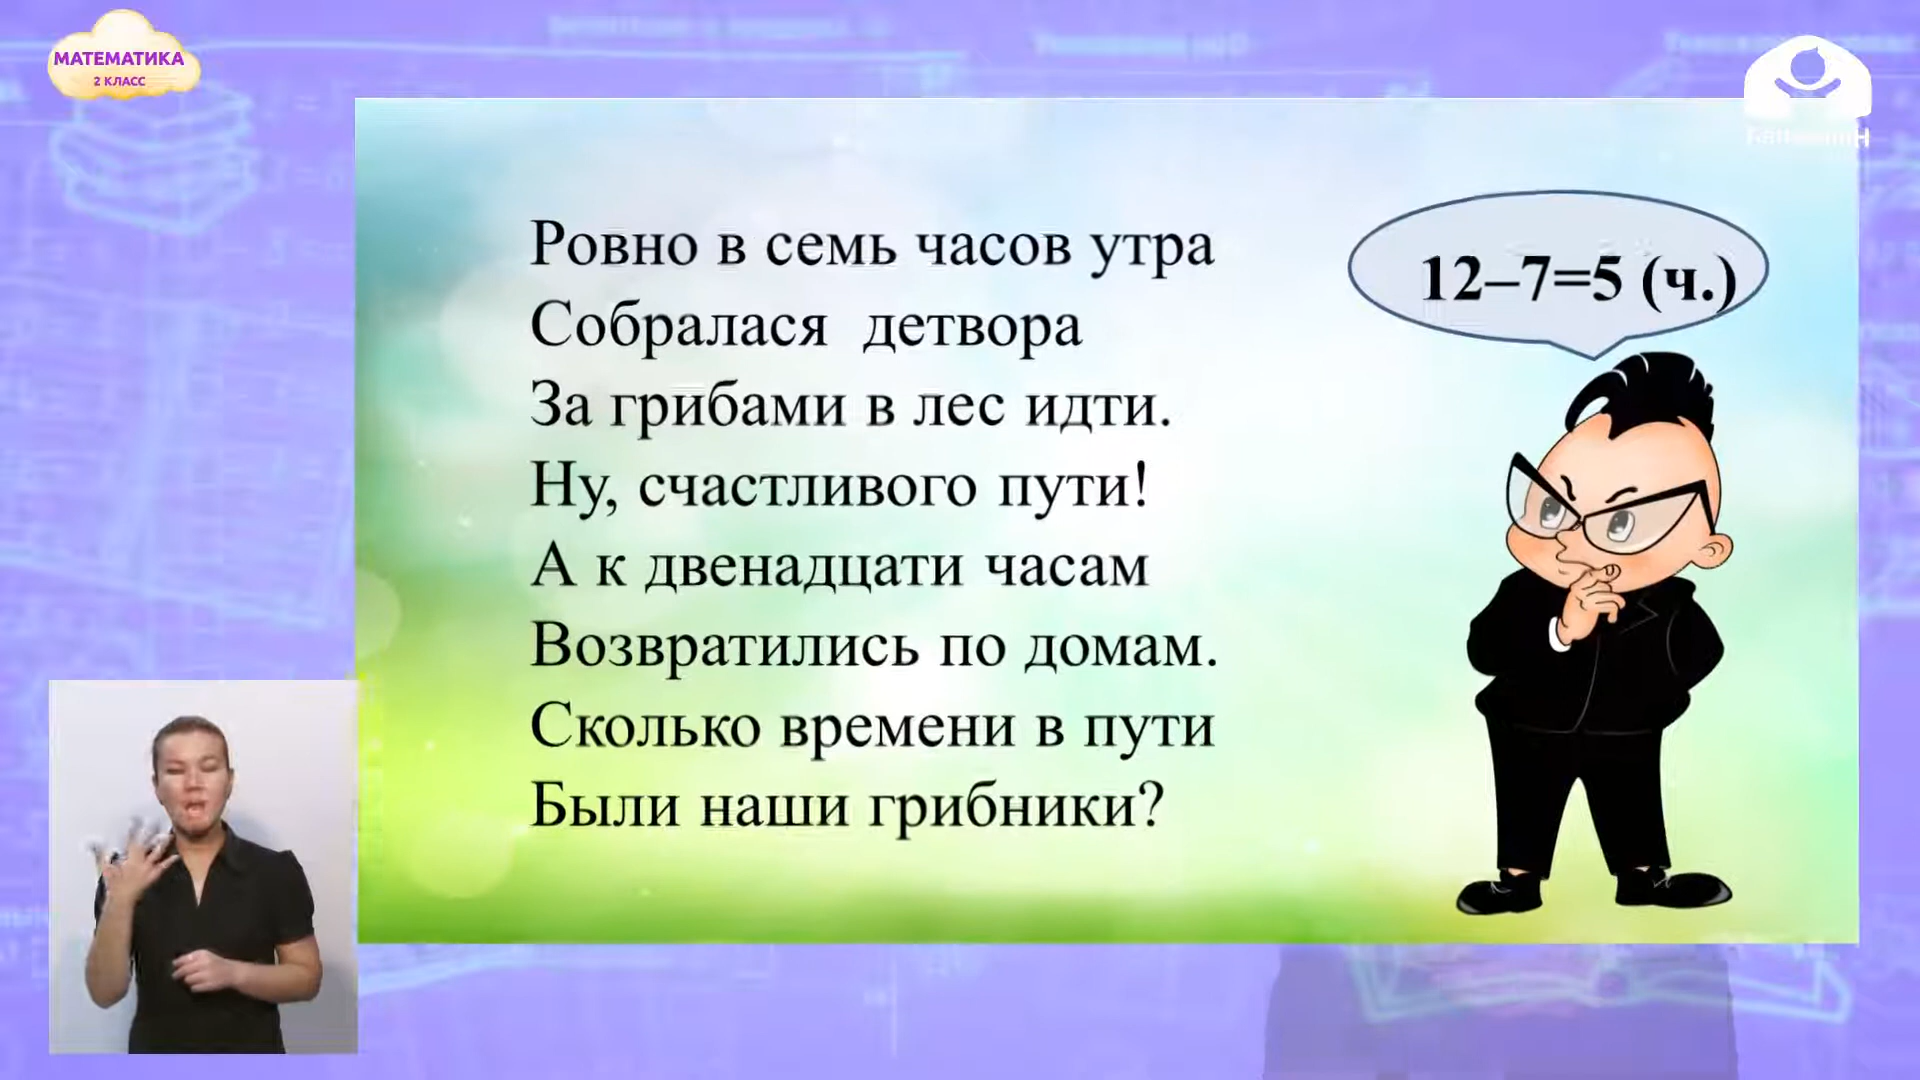 МАТЕМАТИКА
2 КЛАСС
Ровно в семь часов утра
Собралася детвора
За грибами в лес идти.
Ну, счастливого пути!
А к двенадцати часам
Возвратились по домам.
Сколько времени в пути
Были наши грибники?
12–7=5 (ч.)